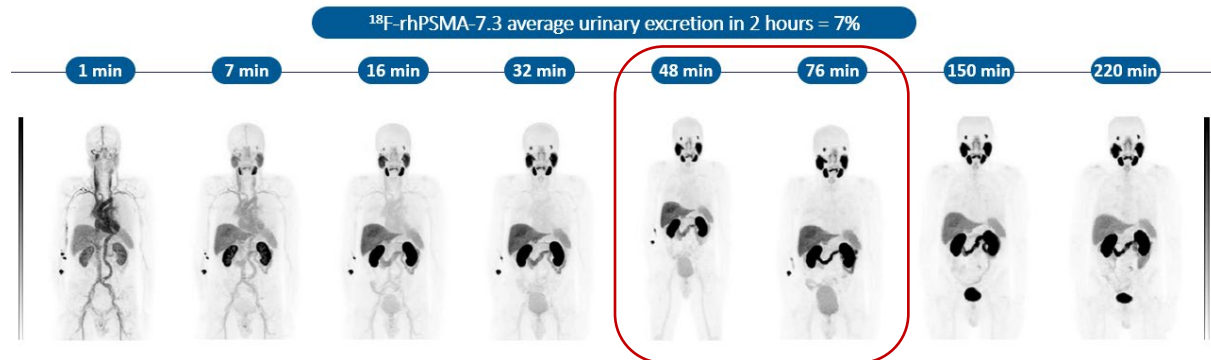 ¹⁸F-rhPSMA-7.3 average urinary excretion in 2 hours = 7%
1 min 7 min 16 min 32 min 48 min 76 min 150 min 220 min